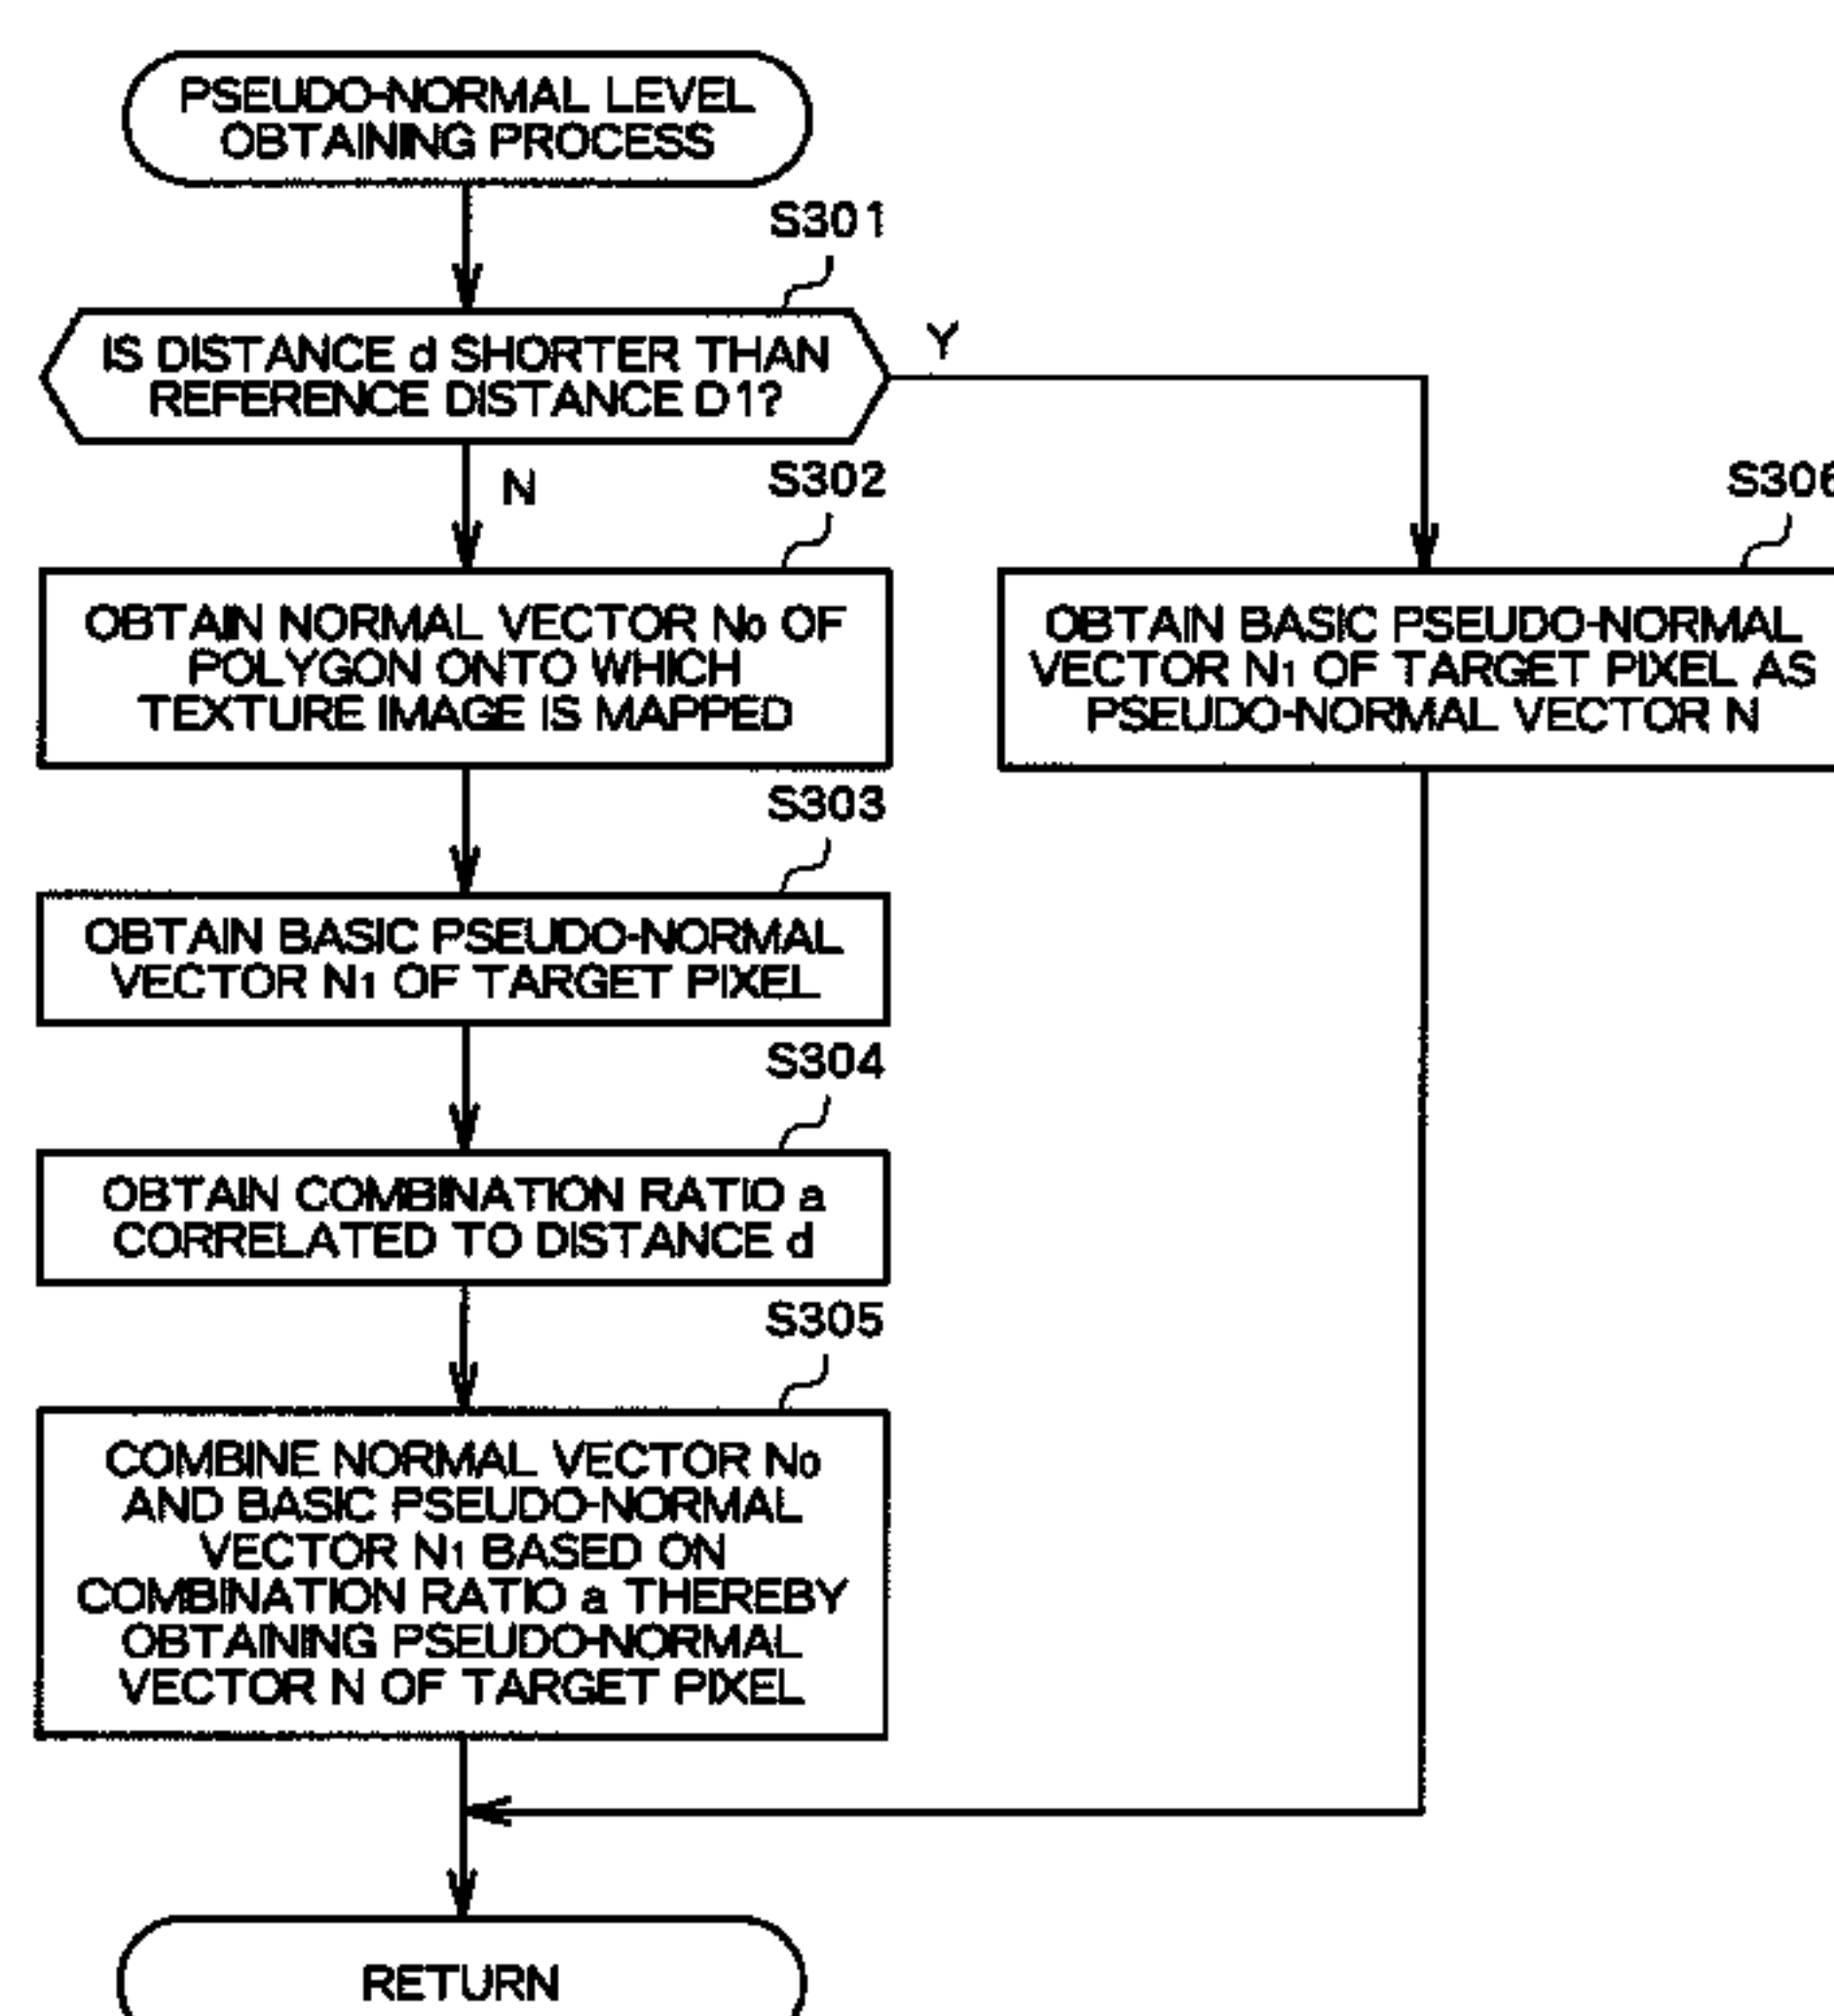 PSEUDO-NORMAL LEVEL
OBTAINING PROCESS
S301
IS DISTANCE d SHORTER THAN
REFERENCE DISTANCE D1?
Y
N
S302
OBTAIN NORMAL VECTOR N0 OF
POLYGON ONTO WHICH
TEXTURE IMAGE IS MAPPED
S306
OBTAIN BASIC PSEUDO-NORMAL
VECTOR N1 OF TARGET PIXEL AS
PSEUDO-NORMAL VECTOR N
S303
OBTAIN BASIC PSEUDO-NORMAL
VECTOR N1 OF TARGET PIXEL
S304
OBTAIN COMBINATION RATIO a
CORRELATED TO DISTANCE d
S305
COMBINE NORMAL VECTOR N0
AND BASIC PSEUDO-NORMAL
VECTOR N1 BASED ON
COMBINATION RATIO a THEREBY
OBTAINING PSEUDO-NORMAL
VECTOR N OF TARGET PIXEL
RETURN